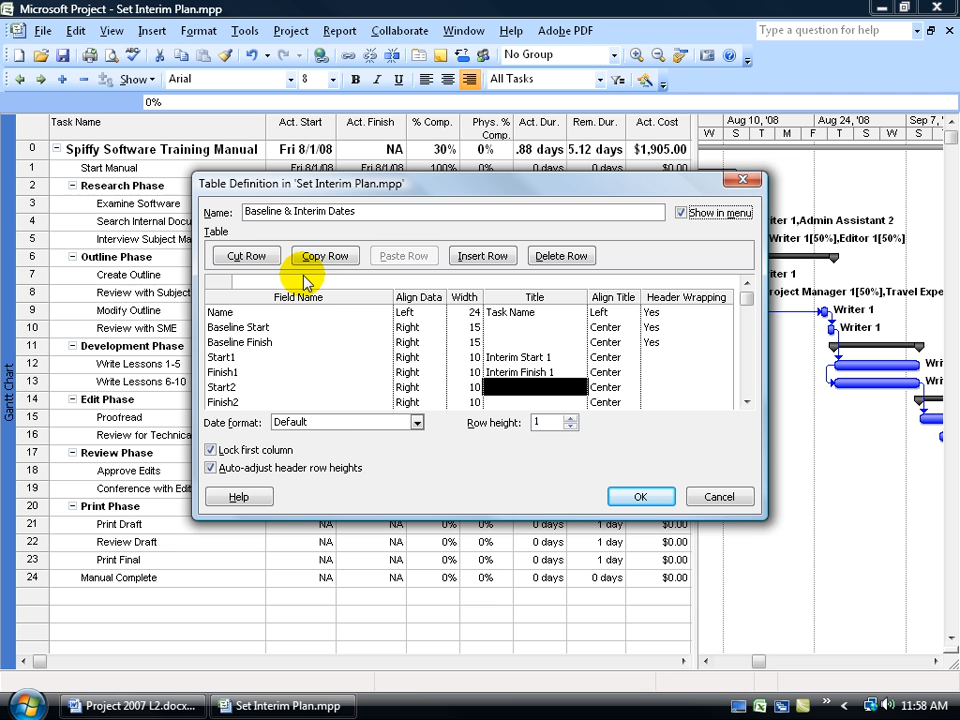 Microsoft Project - Set Interim Plan.mpp
File Edit View Insert Format Tools Project Report Collaborate Window Help Adobe PDF
Type a question for help
No Group
Show Arial 8 B I U All Tasks
0%
Task Name Act. Start Act. Finish % Comp. Phys. % Comp. Act. Dur. Rem. Dur. Act. Cost
Aug 10, '08 Aug 24, '08 Sep 7, '08
W S T M F T S W S T
0 Spiffy Software Training Manual Fri 8/1/08 NA 30% 0% .88 days 5.12 days $1,905.00
1 Start Manual Fri 8/1/08 Fri 8/1/08 100%
2 Research Phase
3 Examine Software
4 Search Internal Docu iter 1,Admin Assistant 2
5 Interview Subject Ma Writer 1[50%],Editor 1[50%]
6 Outline Phase
7 Create Outline iter 1
8 Review with Subject roject Manager 1[50%],Travel Expe
9 Modify Outline Writer 1
10 Review with SME Writer 1
11 Development Phase
12 Write Lessons 1-5 Wri
13 Write Lessons 6-10 Wri
14 Edit Phase
15 Proofread
16 Review for Technica
17 Review Phase
18 Approve Edits
19 Conference with Edit
20 Print Phase
21 Print Draft NA NA 0% 0% 0 days 1 day $0.00
22 Review Draft NA NA 0% 0% 0 days 1 day $0.00
23 Print Final NA NA 0% 0% 0 days 1 day $0.00
24 Manual Complete NA NA 0% 0% 0 days 0 days $0.00
Gantt Chart
Table Definition in 'Set Interim Plan.mpp'
Name: Baseline & Interim Dates Show in menu
Table
Cut Row Copy Row Paste Row Insert Row Delete Row
Field Name Align Data Width Title Align Title Header Wrapping
Name Left 24 Task Name Left Yes
Baseline Start Right 15 Center Yes
Baseline Finish Right 15 Center Yes
Start1 Right 10 Interim Start 1 Center
Finish1 Right 10 Interim Finish 1 Center
Start2 Right 10 Center
Finish2 Right 10 Center
Date format: Default Row height: 1
Lock first column
Auto-adjust header row heights
Help OK Cancel
Project 2007 L2.docx... Set Interim Plan.mpp » 11:58 AM